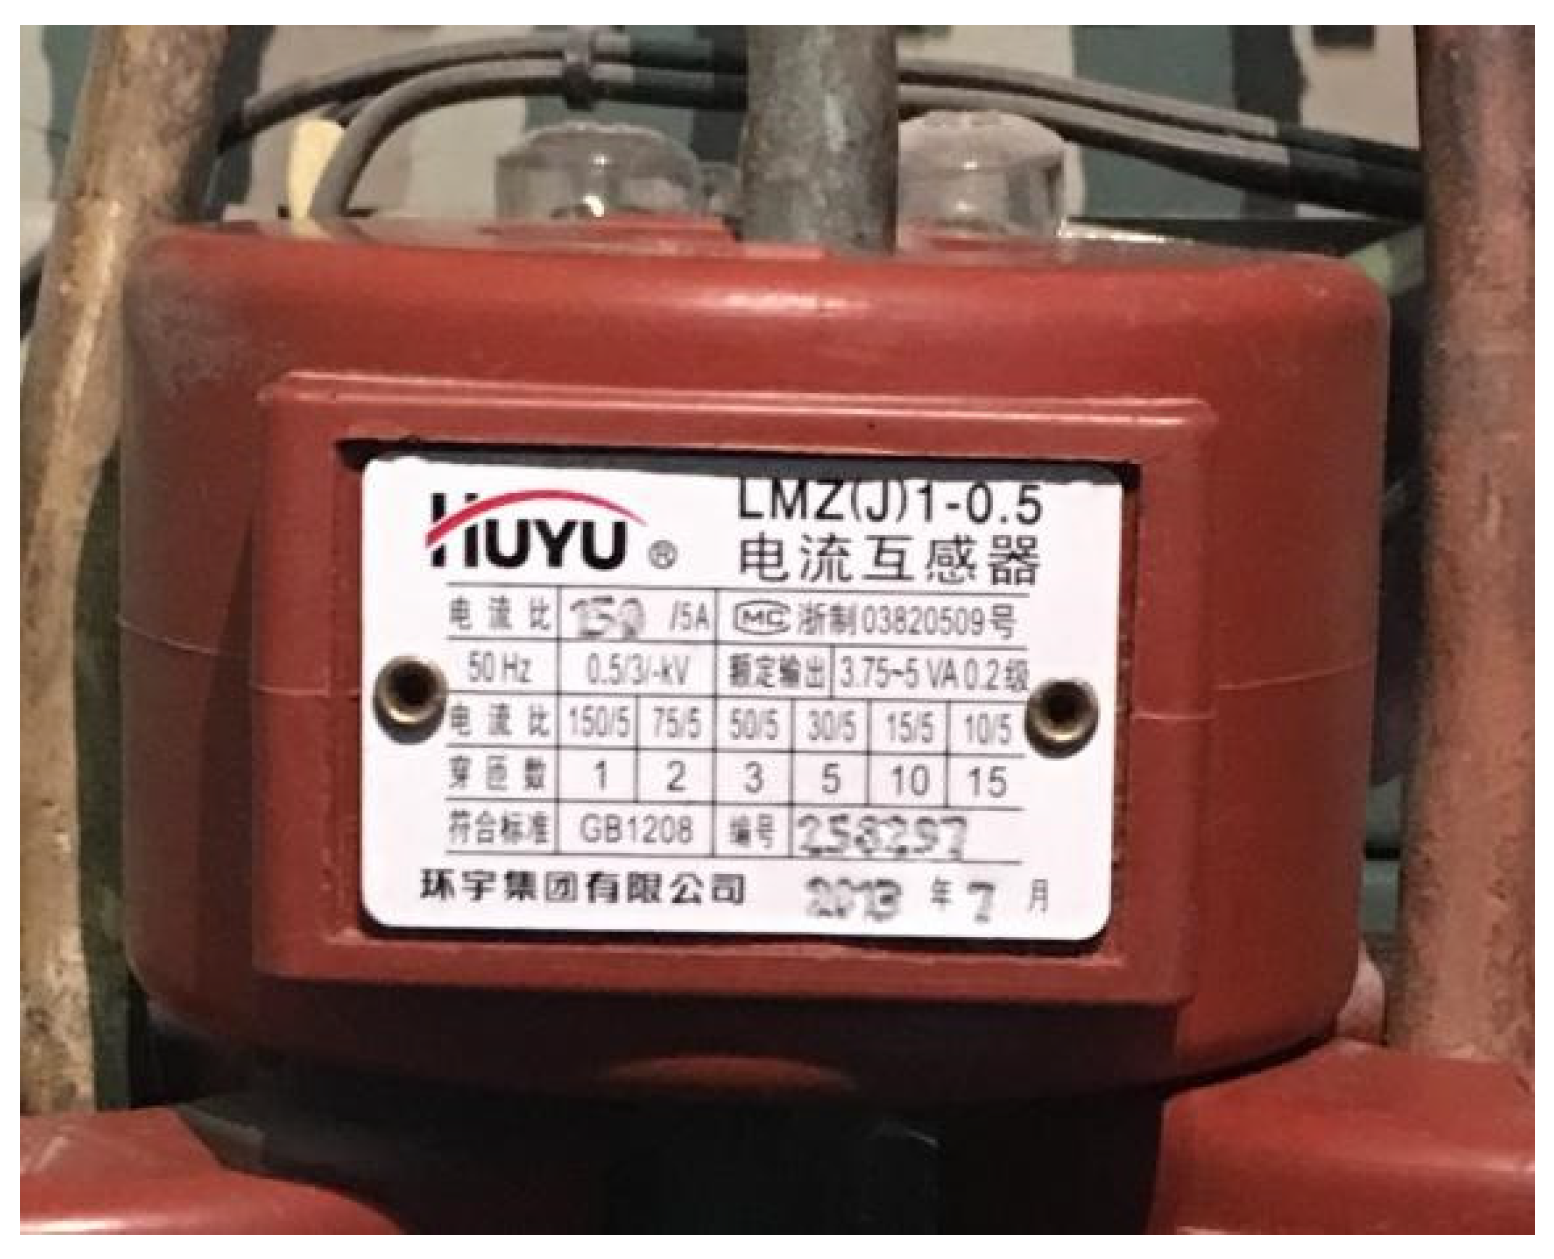 HUYU ®
LMZ(J)1-0.5
电流互感器
电流比 150 /5A MC 浙制03820509号
50Hz 0.5/3/-kV 额定输出 3.75~5 VA 0.2级
电流比 150/5 75/5 50/5 30/5 15/5 10/5
穿匝数 1 2 3 5 10 15
符合标准 GB1208 编号 258297
环宇集团有限公司 2013 年 7 月